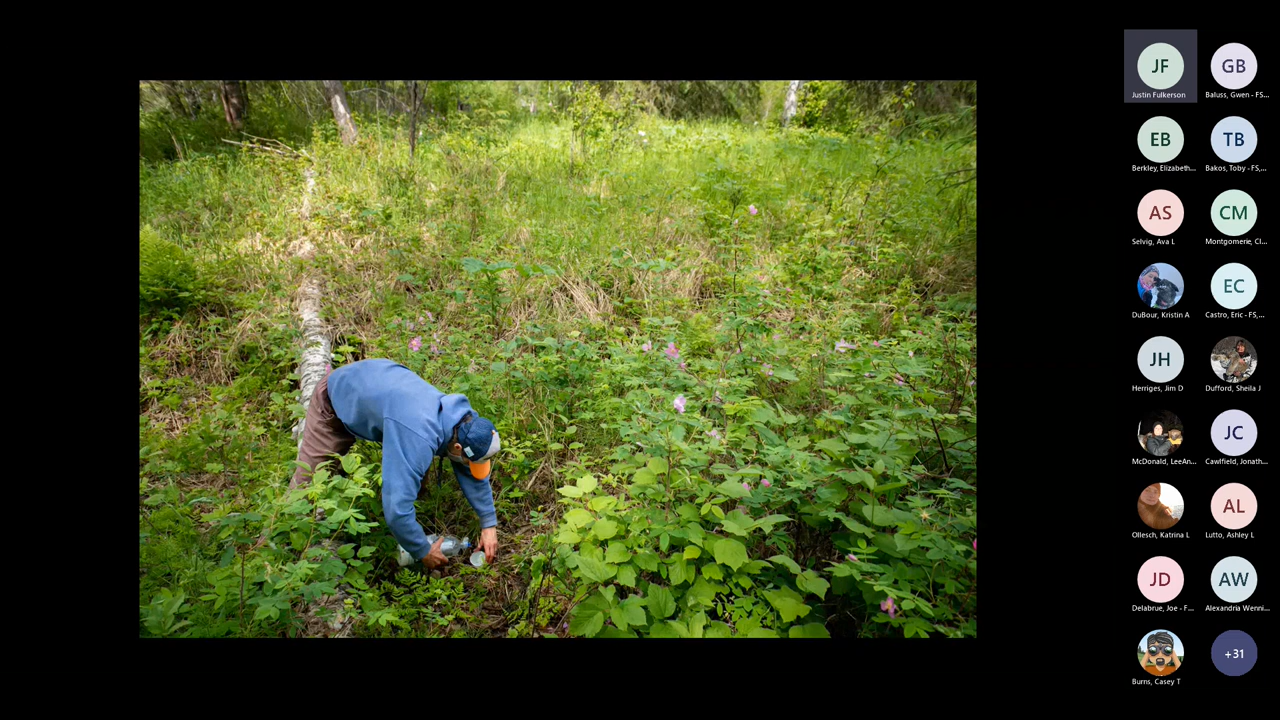 JF
GB
Justin Fulkerson
Baluss, Gwen - FS...
EB
TB
Berkley, Elizabeth...
Bakos, Toby - FS,...
AS
CM
Selvig, Ava L
Montgomerie, Cl...
EC
DuBour, Kristin A
Castro, Eric - FS,...
JH
Herriges, Jim D
Dufford, Sheila J
JC
McDonald, LeeAn...
Cawlfield, Jonath...
AL
Ollesch, Katrina L
Lutto, Ashley L
JD
AW
Delabrue, Joe - F...
Alexandria Wenni...
+31
Burns, Casey T